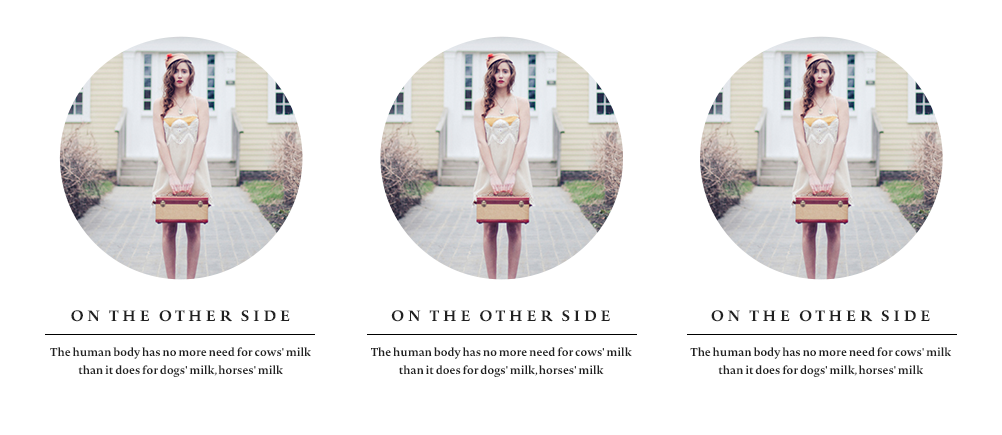 ON THE OTHER SIDE
The human body has no more need for cows' milk
than it does for dogs' milk, horses' milk
ON THE OTHER SIDE
The human body has no more need for cows' milk
than it does for dogs' milk, horses' milk
ON THE OTHER SIDE
The human body has no more need for cows' milk
than it does for dogs' milk, horses' milk